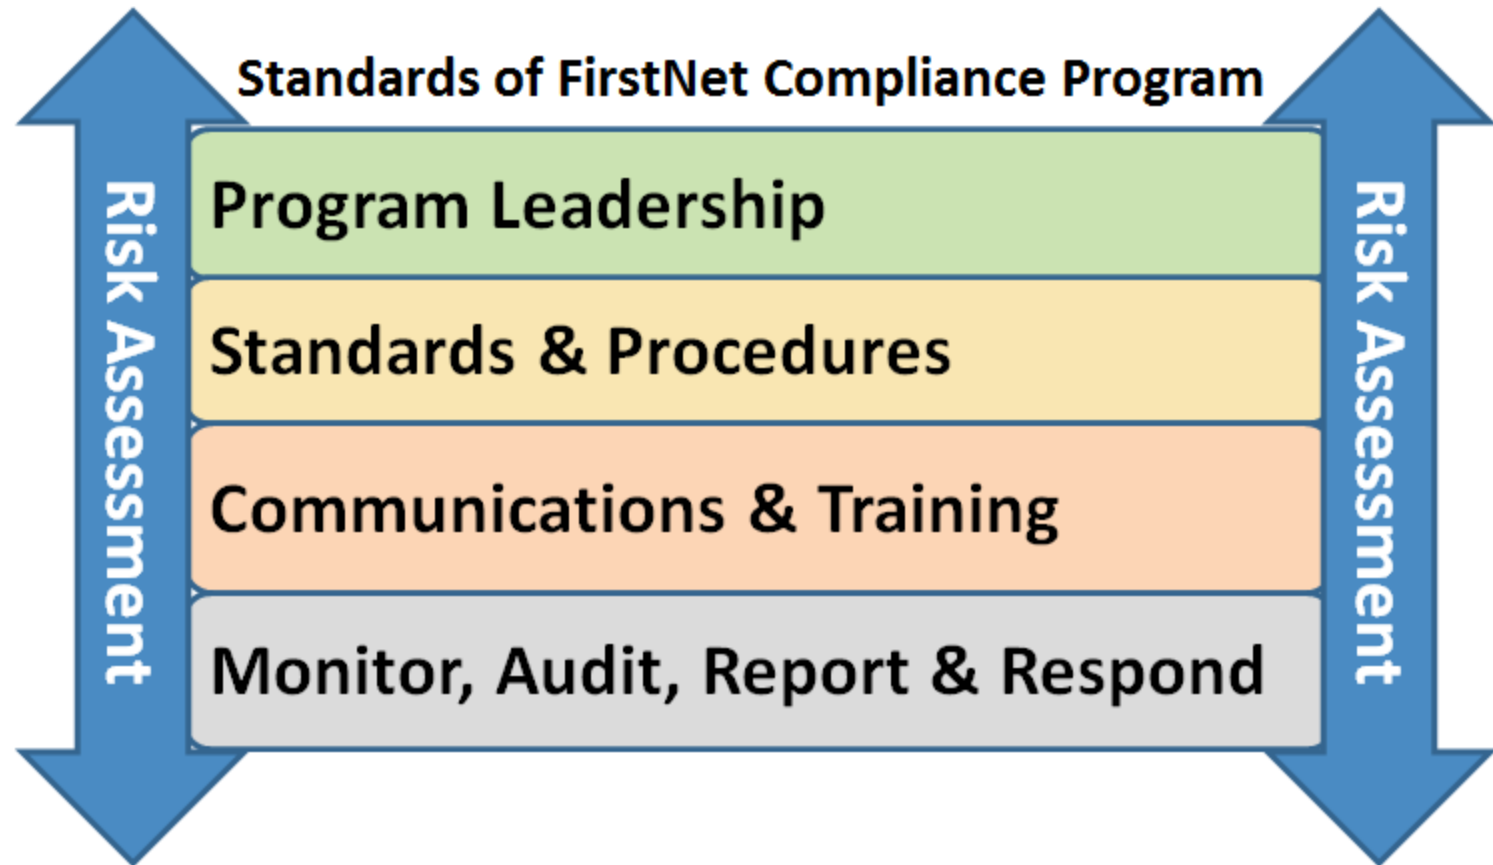 Standards of FirstNet Compliance Program
Risk Assessment
Program Leadership
Standards & Procedures
Communications & Training
Monitor, Audit, Report & Respond
Risk Assessment